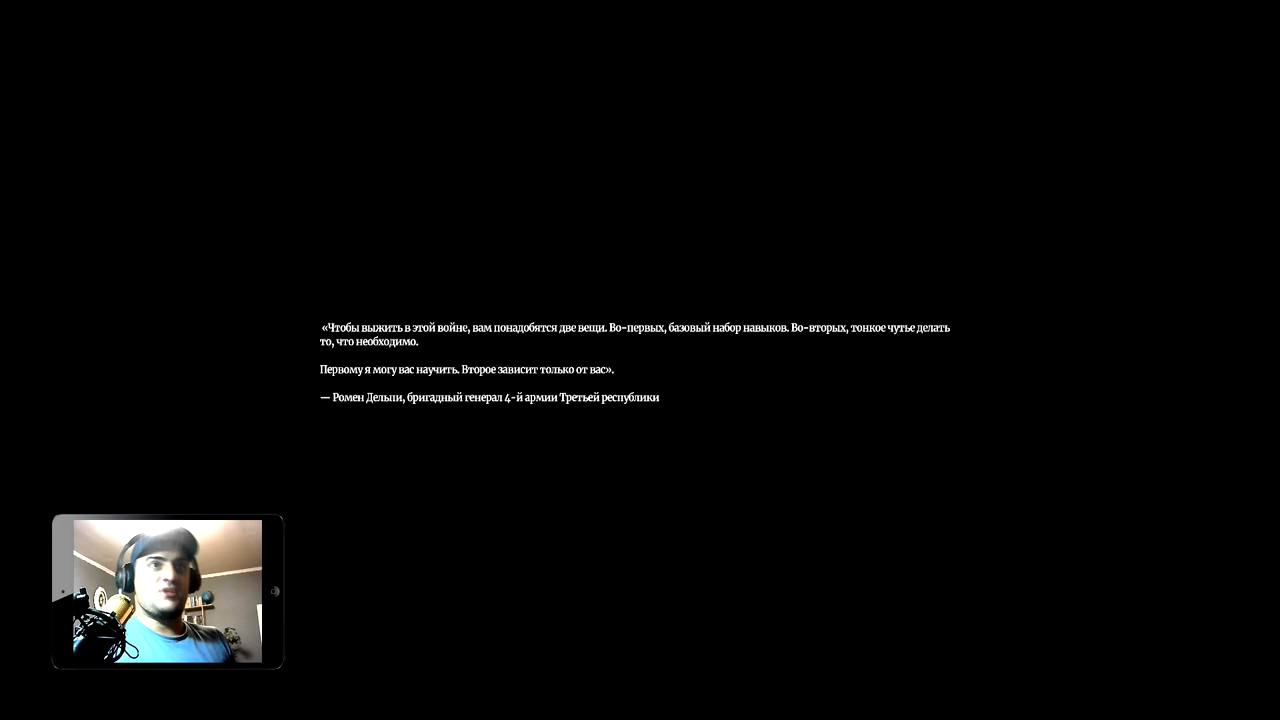 «Чтобы выжить в этой войне, вам понадобятся две вещи. Во-первых, базовый набор навыков. Во-вторых, тонкое чутье делать
то, что необходимо.
Первому я могу вас научить. Второе зависит только от вас».
— Ромен Дельпи, бригадный генерал 4-й армии Третьей республики